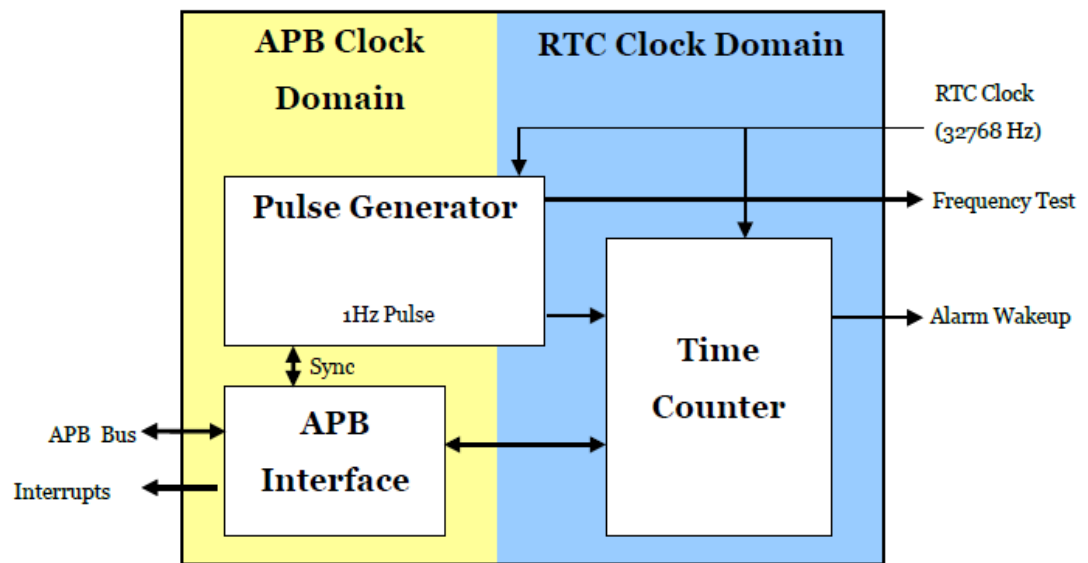 APB Clock
Domain
RTC Clock Domain
RTC Clock
(32768 Hz)
Pulse Generator
Frequency Test
1Hz Pulse
Alarm Wakeup
Time
Counter
Sync
APB Bus
APB
Interface
Interrupts